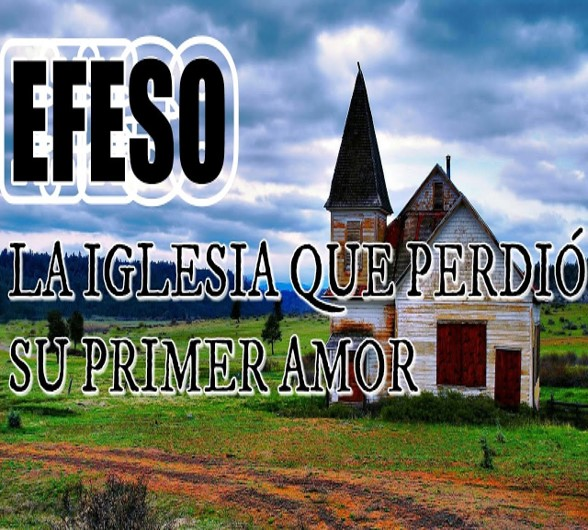 EFESO
LA IGLESIA QUE PERDIÓ
SU PRIMER AMOR